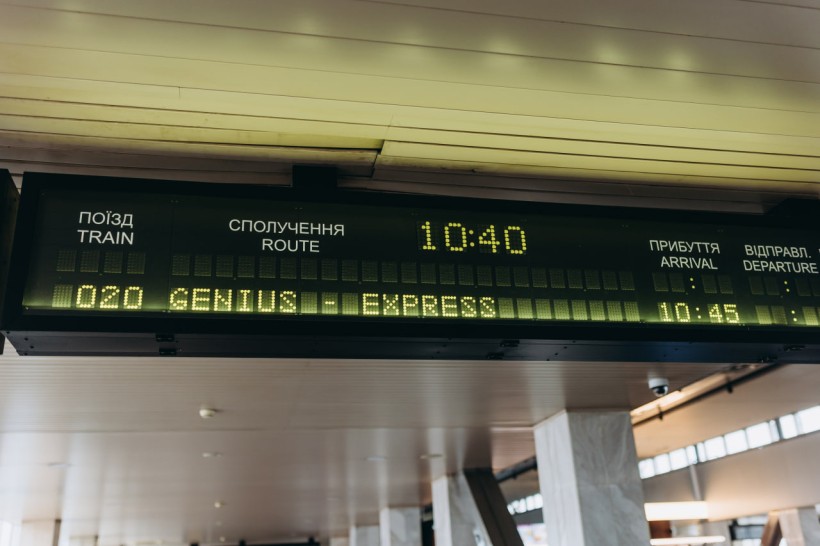 ПОЇЗД
TRAIN
СПОЛУЧЕННЯ
ROUTE
10:40
ПРИБУТТЯ
ARRIVAL
ВІДПРАВЛ.
DEPARTURE
020 GENIUS - EXPRESS 10:45 :